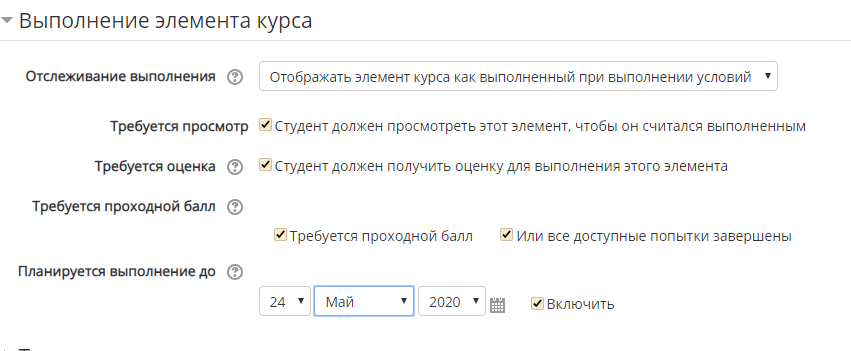 Выполнение элемента курса
Отслеживание выполнения ? Отображать элемент курса как выполненный при выполнении условий
Требуется просмотр Студент должен просмотреть этот элемент, чтобы он считался выполненным
Требуется оценка ? Студент должен получить оценку для выполнения этого элемента
Требуется проходной балл ?
Требуется проходной балл Или все доступные попытки завершены
Планируется выполнение до ?
24 Май 2020 Включить